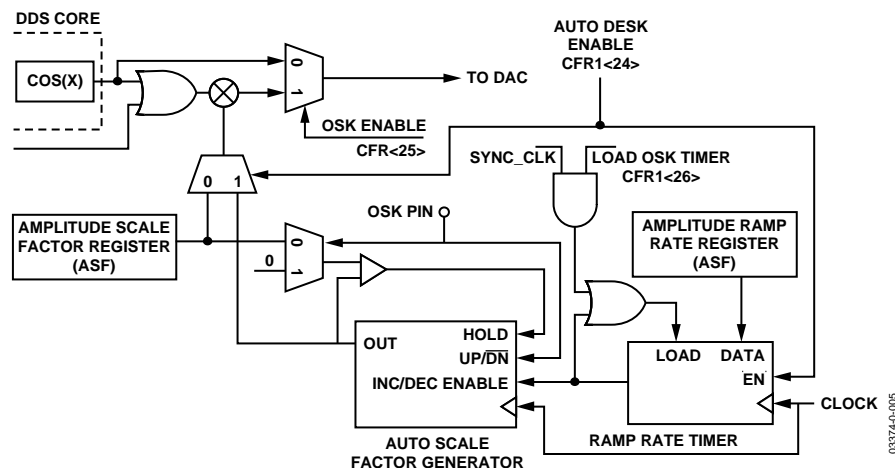 DDS CORE
COS(X)
0
1
TO DAC
OSK ENABLE
CFR<25>
AUTO DESK
ENABLE
CFR1<24>
SYNC_CLK
LOAD OSK TIMER
CFR1<26>
0 1
OSK PIN
AMPLITUDE SCALE
FACTOR REGISTER
(ASF)
0
0
1
AMPLITUDE RAMP
RATE REGISTER
(ASF)
OUT
HOLD
UP/DN
INC/DEC ENABLE
LOAD DATA
EN
CLOCK
AUTO SCALE
FACTOR GENERATOR
RAMP RATE TIMER
03374-0-005